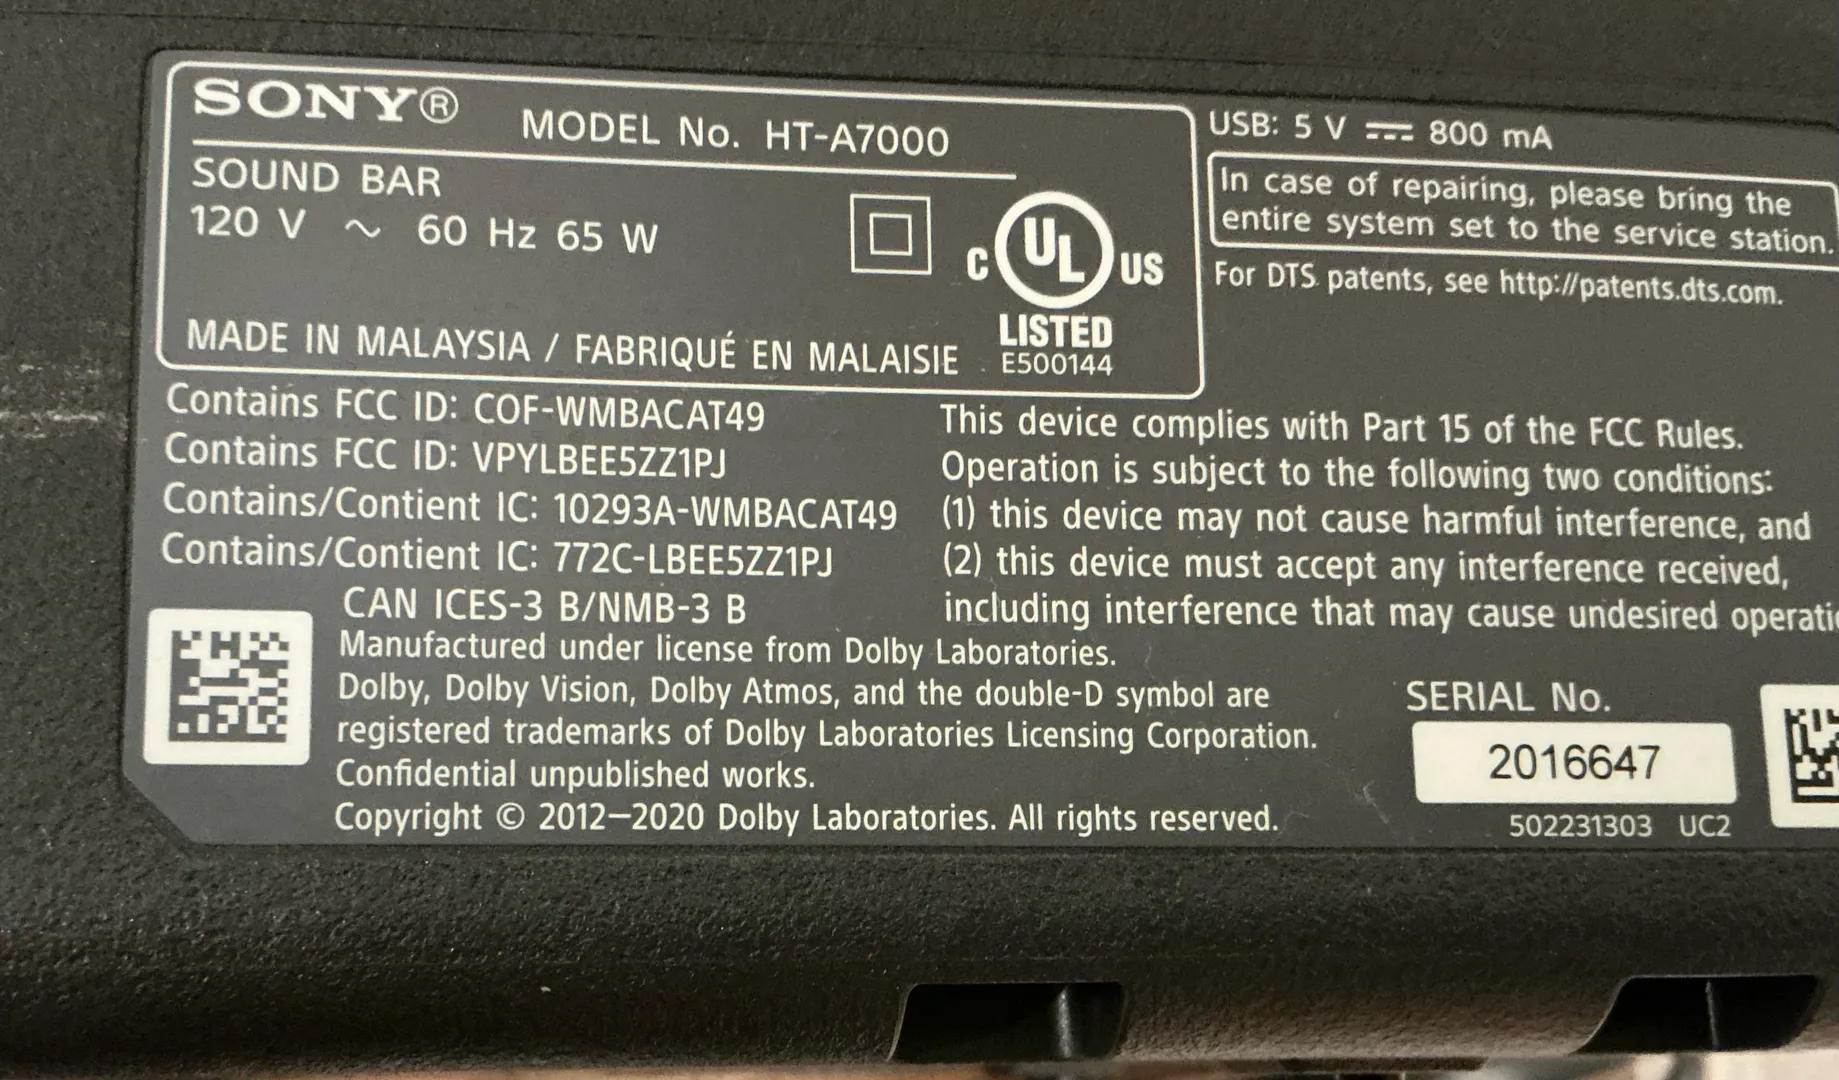 SONY®
MODEL No. HT-A7000
SOUND BAR
120 V ~ 60 Hz 65 W
C UL US
LISTED
E500144
MADE IN MALAYSIA / FABRIQUÉ EN MALAISIE
USB: 5 V ⎓ 800 mA
In case of repairing, please bring the
entire system set to the service station.
For DTS patents, see http://patents.dts.com.
Contains FCC ID: COF-WMBACAT49
Contains FCC ID: VPYLBEE5ZZ1PJ
Contains/Contient IC: 10293A-WMBACAT49
Contains/Contient IC: 772C-LBEE5ZZ1PJ
CAN ICES-3 B/NMB-3 B
This device complies with Part 15 of the FCC Rules.
Operation is subject to the following two conditions:
(1) this device may not cause harmful interference, and
(2) this device must accept any interference received,
including interference that may cause undesired
Manufactured under license from Dolby Laboratories.
Dolby, Dolby Vision, Dolby Atmos, and the double-D symbol are
registered trademarks of Dolby Laboratories Licensing Corporation.
Confidential unpublished works.
Copyright © 2012–2020 Dolby Laboratories. All rights reserved.
SERIAL No.
2016647
502231303 UC2